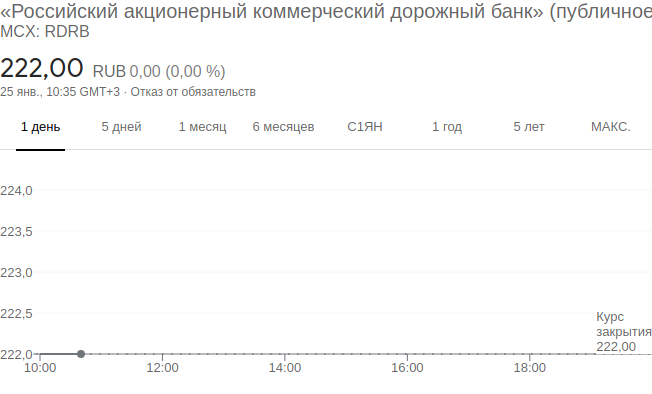 «Российский акционерный коммерческий дорожный банк» (публичное
MCX: RDRB
222,00 RUB 0,00 (0,00 %)
25 янв., 10:35 GMT+3 · Отказ от обязательств
1 день 5 дней 1 месяц 6 месяцев С1ЯН 1 год 5 лет МАКС.
224,0
223,5
223,0
222,5
Курс
закрытия
222,00
222,0
10:00 12:00 14:00 16:00 18:00